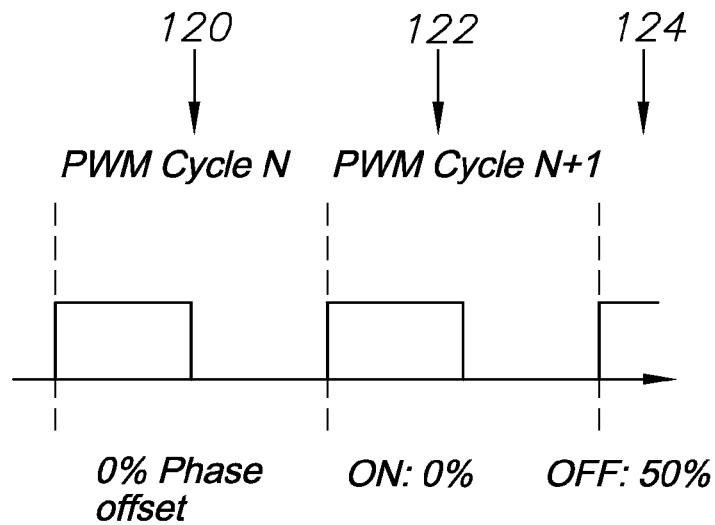 120 122 124
PWM Cycle N PWM Cycle N+1
0% Phase offset ON: 0% OFF: 50%